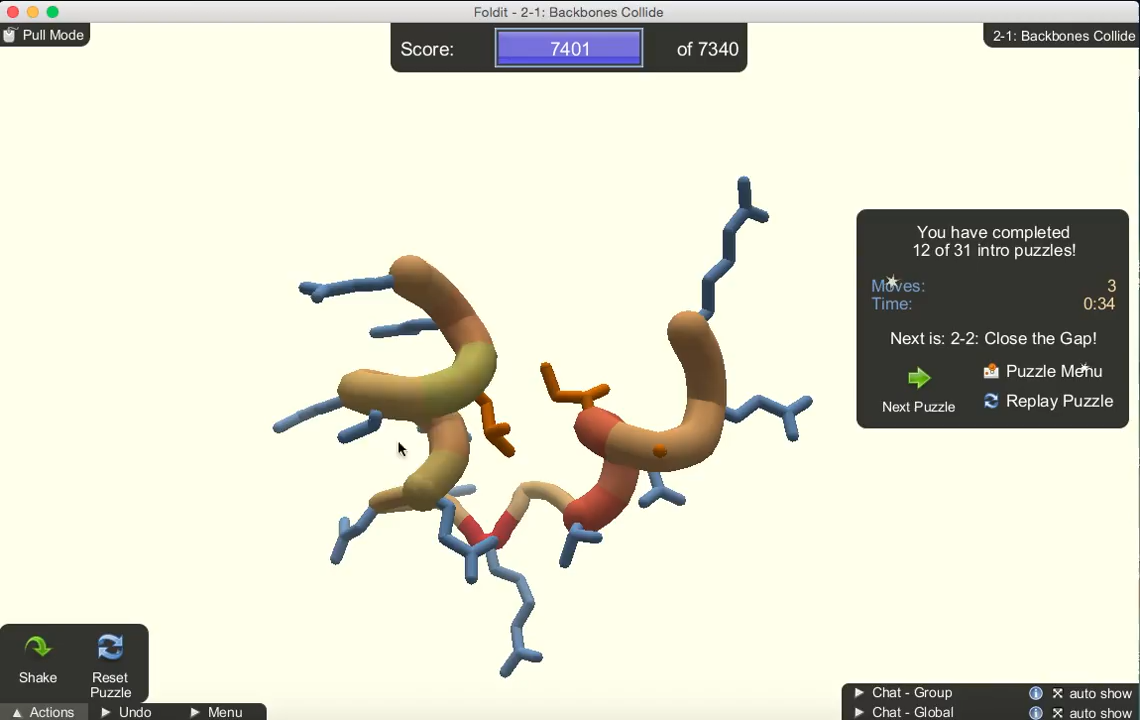 Foldit - 2-1: Backbones Collide
Pull Mode
Score: 7401 of 7340
2-1: Backbones Collide
You have completed
12 of 31 intro puzzles!
Moves: 3
Time: 0:34
Next is: 2-2: Close the Gap!
Next Puzzle
Puzzle Menu
Replay Puzzle
Shake
Reset
Puzzle
Actions
Undo
Menu
Chat - Group
auto show
Chat - Global
auto show